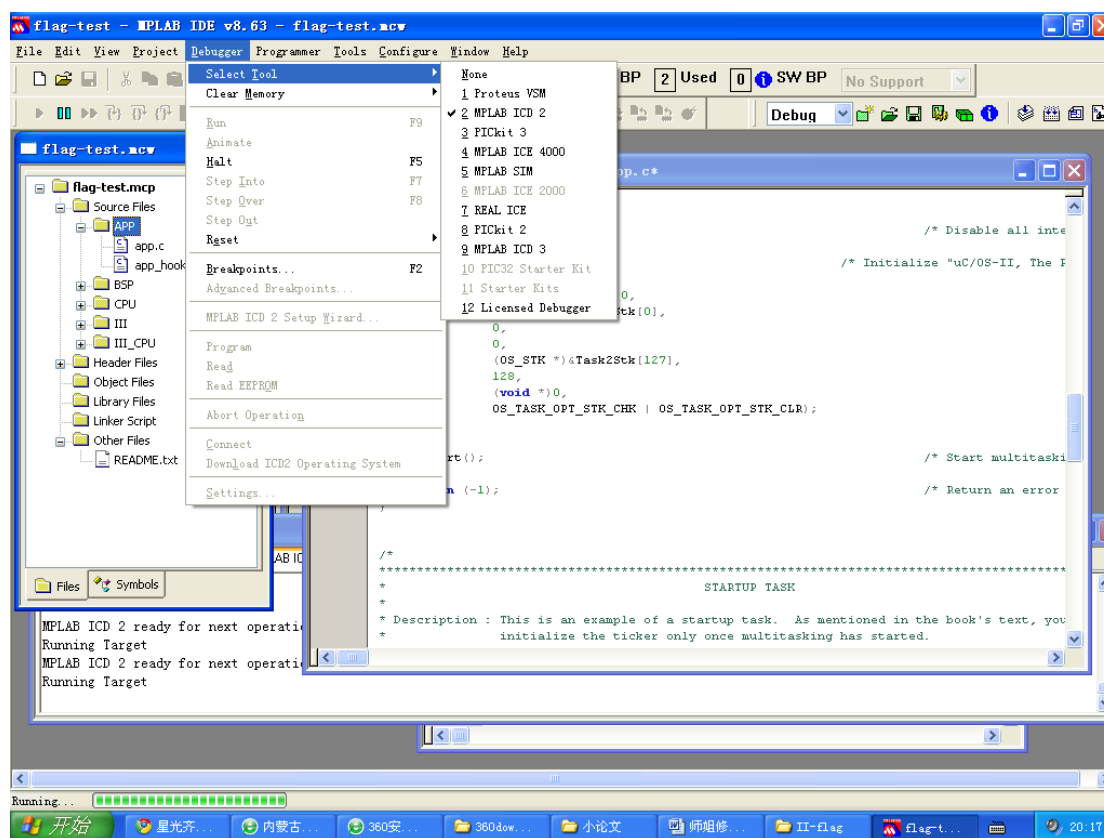 flag-test - MPLAB IDE v8.63 - flag-test.mcw
File Edit View Project Debugger Programmer Tools Configure Window Help
BP 2 Used 0 SW BP No Support
Debug
Select Tool
Clear Memory
Run F9
Animate
Halt F5
Step Into F7
Step Over F8
Step Out
Reset
Breakpoints... F2
Advanced Breakpoints...
MPLAB ICD 2 Setup Wizard...
Program
Read
Read EEPROM
Abort Operation
Connect
Download ICD2 Operating System
Settings...
None
1 Proteus VSM
2 MPLAB ICD 2
3 PICkit 3
4 MPLAB ICE 4000
5 MPLAB SIM
6 MPLAB ICE 2000
7 REAL ICE
8 PICkit 2
9 MPLAB ICD 3
10 PIC32 Starter Kit
11 Starter Kits
12 Licensed Debugger
flag-test.mcw
flag-test.mcp
Source Files
APP
app.c
app_hook
BSP
CPU
III
III_CPU
Header Files
Object Files
Library Files
Linker Script
Other Files
README.txt
Files Symbols
pp.c*
/* Disable all inte
/* Initialize "uC/OS-II, The R
0,
Stk[0],
0,
0,
(OS_STK *)&Task2Stk[127],
128,
(void *)0,
OS_TASK_OPT_STK_CHK | OS_TASK_OPT_STK_CLR);
rt(); /* Start multitaski
n (-1); /* Return an error
}
/*
* STARTUP TASK
*
* Description : This is an example of a startup task. As mentioned in the book's text, you
* initialize the ticker only once multitasking has started.
AB IC
MPLAB ICD 2 ready for next operati
Running Target
MPLAB ICD 2 ready for next operati
Running Target
Running...
开始 星光齐... 内蒙古... 360安... 360dow... 小论文 师姐修... II-flag flag-t... 20:17